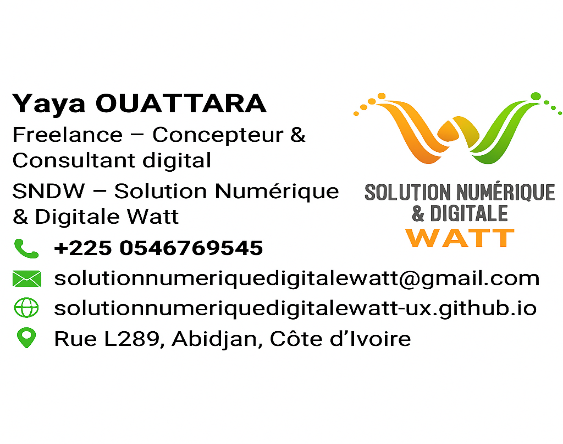 Yaya OUATTARA
Freelance – Concepteur &
Consultant digital
SNDW – Solution Numérique
& Digitale Watt
+225 0546769545
solutionnumeriquedigitalewatt@gmail.com
solutionnumeriquedigitalewatt-ux.github.io
Rue L289, Abidjan, Côte d’Ivoire
SOLUTION NUMÉRIQUE
& DIGITALE
WATT